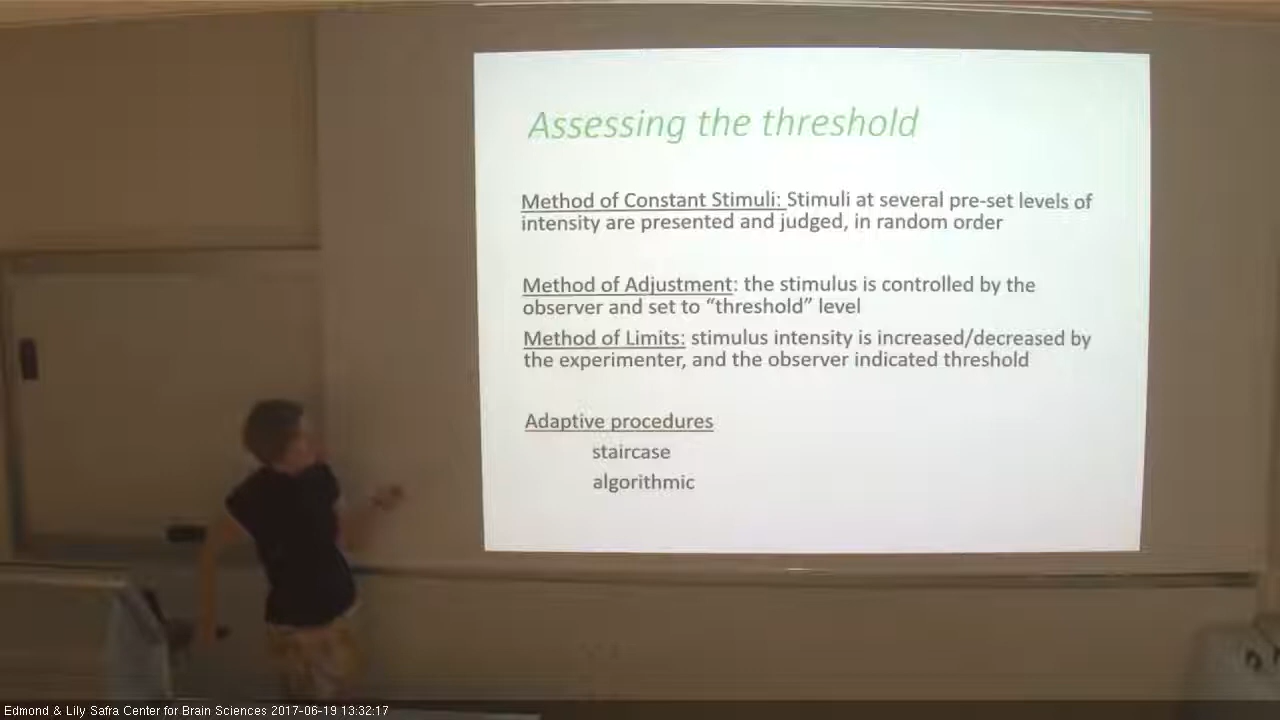 Assessing the threshold
Method of Constant Stimuli: Stimuli at several pre-set levels of
intensity are presented and judged, in random order
Method of Adjustment: the stimulus is controlled by the
observer and set to “threshold” level
Method of Limits: stimulus intensity is increased/decreased by
the experimenter, and the observer indicated threshold
Adaptive procedures
staircase
algorithmic
Edmond & Lily Safra Center for Brain Sciences 2017-06-19 13:32:17